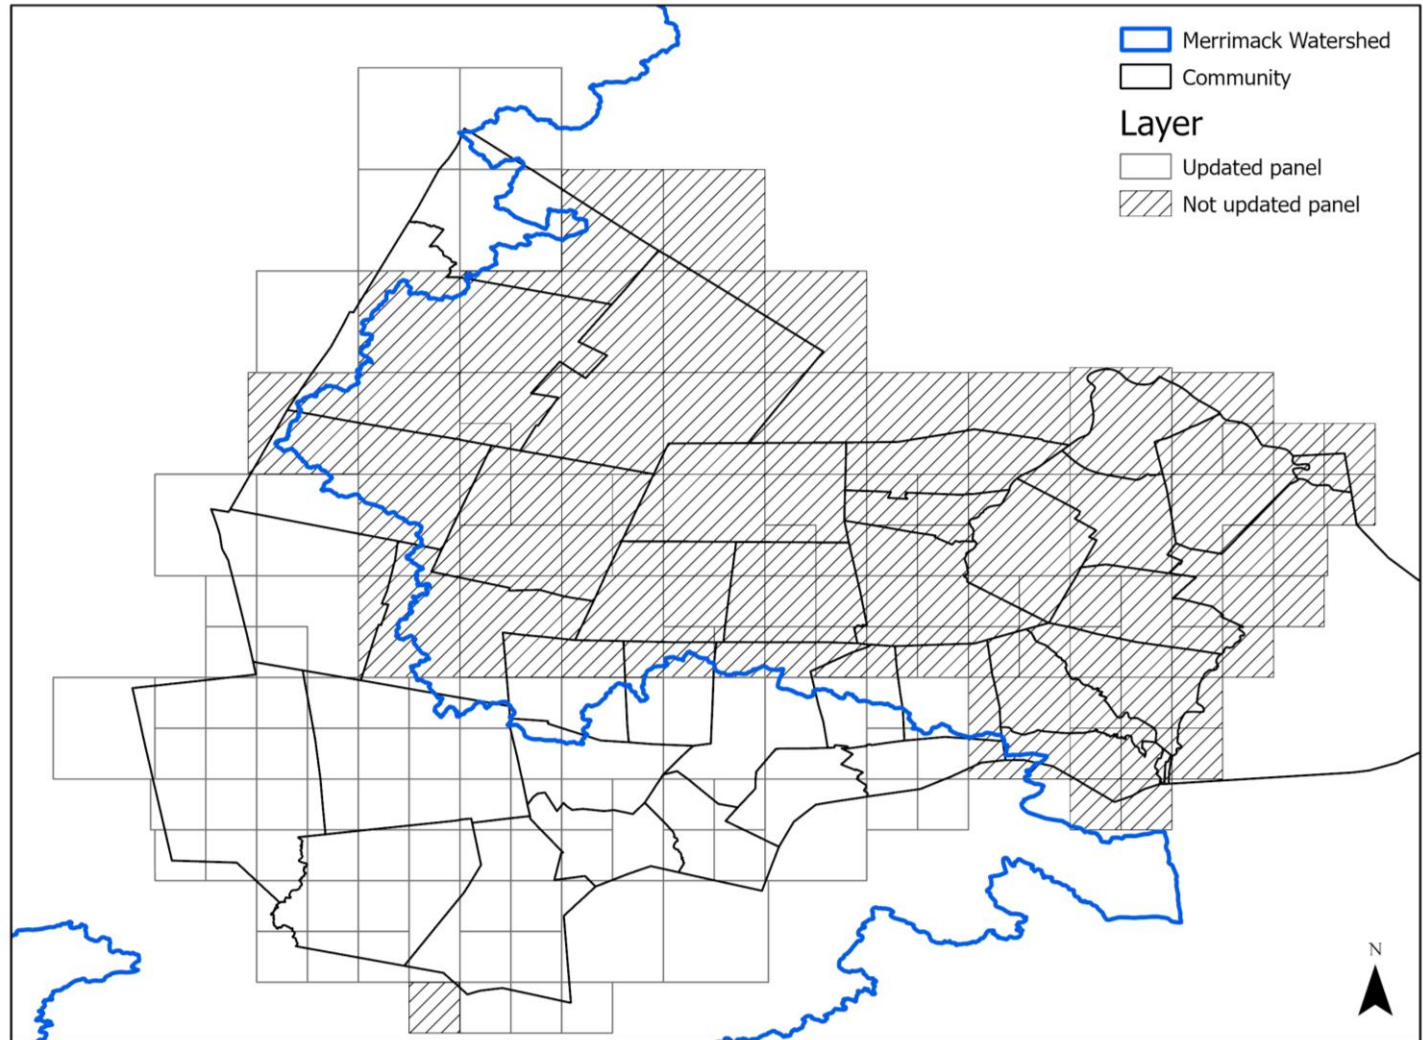 Merrimack Watershed
Community
Layer
Updated panel
Not updated panel
N